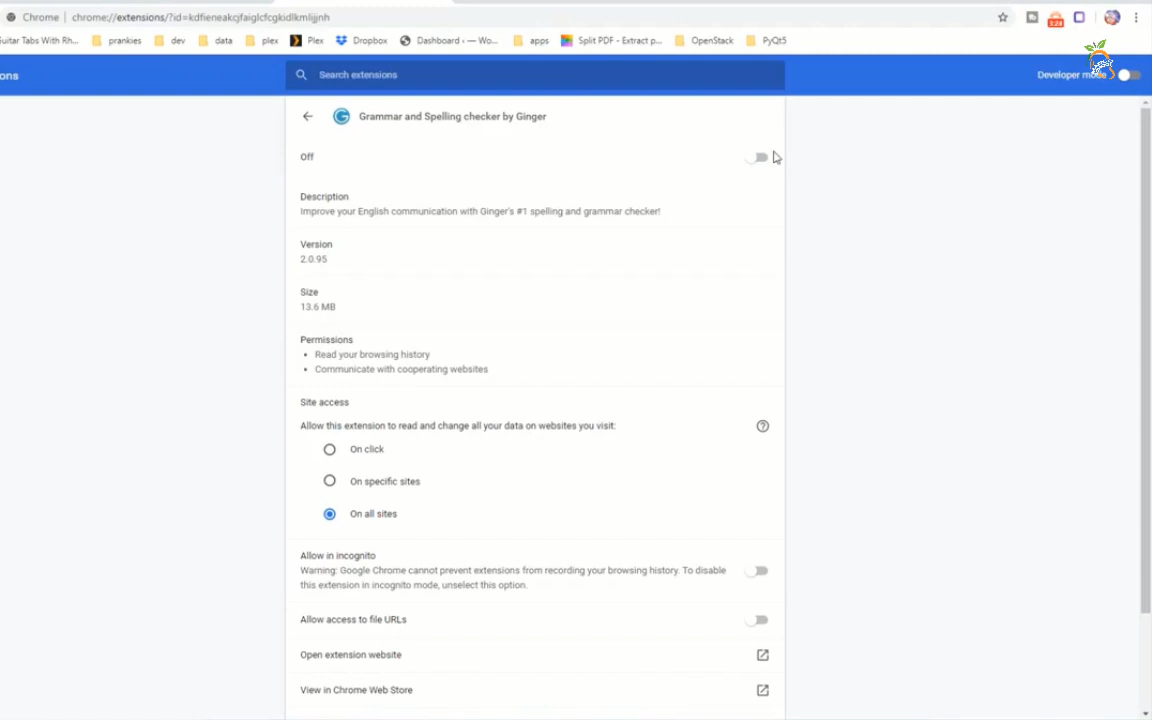 Chrome
chrome://extensions/?id=kdfieneakcjfaiglcfcgkidlkmlijjnh
1:24
Guitar Tabs With Rh...
prankies
dev
data
plex
Plex
Dropbox
Dashboard ‹ — Wo...
apps
Split PDF - Extract p...
OpenStack
PyQt5
ons
Search extensions
Developer mode
Grammar and Spelling checker by Ginger
Off
Description
Improve your English communication with Ginger's #1 spelling and grammar checker!
Version
2.0.95
Size
13.6 MB
Permissions
• Read your browsing history
• Communicate with cooperating websites
Site access
Allow this extension to read and change all your data on websites you visit:
On click
On specific sites
On all sites
Allow in incognito
Warning: Google Chrome cannot prevent extensions from recording your browsing history. To disable
this extension in incognito mode, unselect this option.
Allow access to file URLs
Open extension website
View in Chrome Web Store